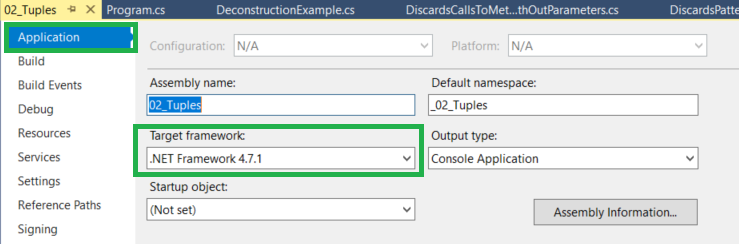 02_Tuples Program.cs DeconstructionExample.cs DiscardsCallsToMet...thOutParameters.cs DiscardsPatte
Application
Configuration: N/A Platform: N/A
Build
Build Events
Assembly name: Default namespace:
Debug
02_Tuples _02_Tuples
Resources
Target framework: Output type:
Services
.NET Framework 4.7.1 Console Application
Settings
Startup object:
Reference Paths
(Not set) Assembly Information...
Signing